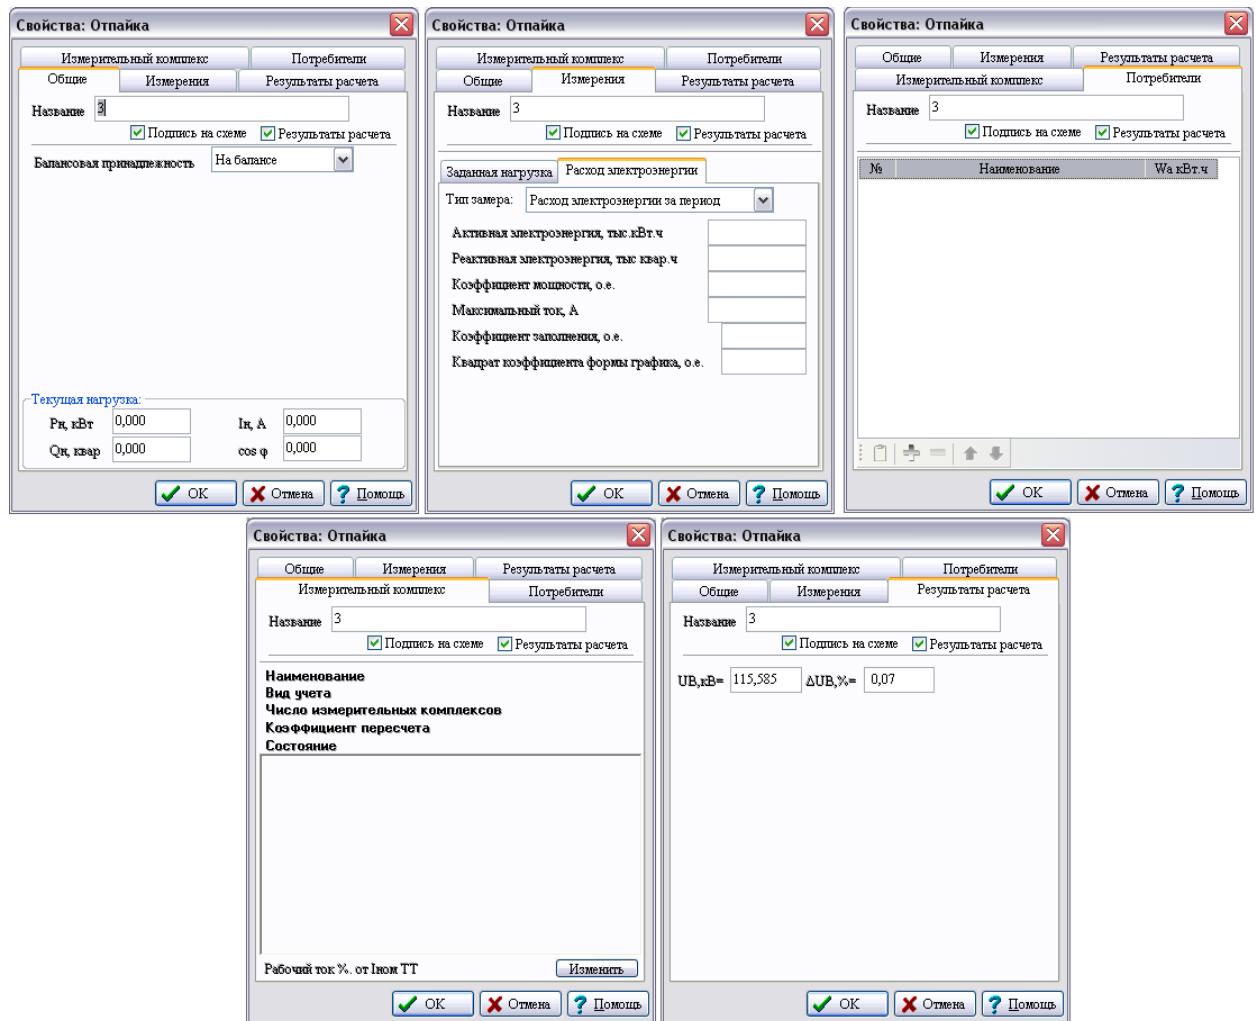 Свойства: Отпайка
Измерительный комплекс Потребители
Общие Измерения Результаты расчета
Название 3
Подпись на схеме Результаты расчета
Балансовая принадлежность На балансе
Текущая нагрузка:
Pн, кВт 0,000 Iн, А 0,000
Qн, квар 0,000 cos φ 0,000
OK Отмена ? Помощь
Свойства: Отпайка
Измерительный комплекс Потребители
Общие Измерения Результаты расчета
Название 3
Подпись на схеме Результаты расчета
Заданная нагрузка Расход электроэнергии
Тип замера: Расход электроэнергии за период
Активная электроэнергия, тыс.кВт.ч
Реактивная электроэнергия, тыс квар.ч
Коэффициент мощности, о.е.
Максимальный ток, А
Коэффициент заполнения, о.е.
Квадрат коэффициента формы графика, о.е.
OK Отмена ? Помощь
Свойства: Отпайка
Общие Измерения Результаты расчета
Измерительный комплекс Потребители
Название 3
Подпись на схеме Результаты расчета
№ Наименование Wа кВт.ч
OK Отмена ? Помощь
Свойства: Отпайка
Общие Измерения Результаты расчета
Измерительный комплекс Потребители
Название 3
Подпись на схеме Результаты расчета
Наименование
Вид учета
Число измерительных комплексов
Коэффициент пересчета
Состояние
Рабочий ток %. от Iном ТТ Изменить
OK Отмена ? Помощь
Свойства: Отпайка
Измерительный комплекс Потребители
Общие Измерения Результаты расчета
Название 3
Подпись на схеме Результаты расчета
UВ,кВ= 115,585 ΔUВ,%= 0,07
OK Отмена ? Помощь